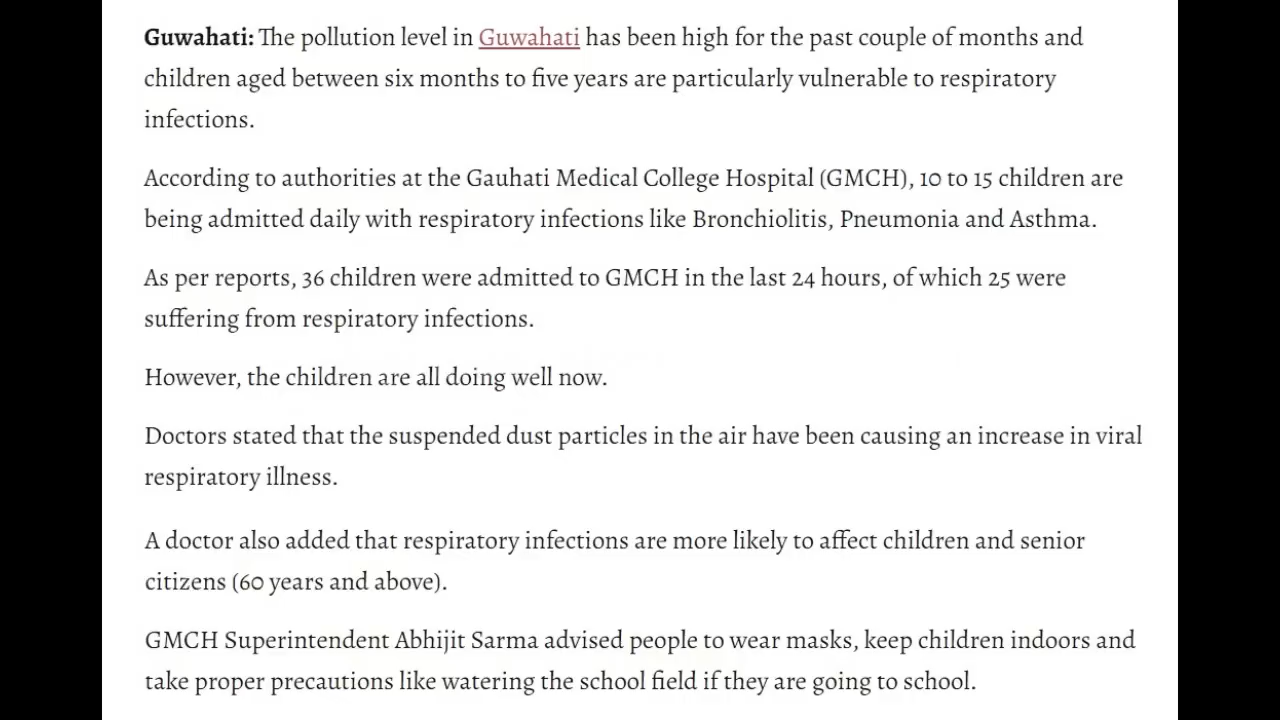 Guwahati: The pollution level in Guwahati has been high for the past couple of months and
children aged between six months to five years are particularly vulnerable to respiratory
infections.
According to authorities at the Gauhati Medical College Hospital (GMCH), 10 to 15 children are
being admitted daily with respiratory infections like Bronchiolitis, Pneumonia and Asthma.
As per reports, 36 children were admitted to GMCH in the last 24 hours, of which 25 were
suffering from respiratory infections.
However, the children are all doing well now.
Doctors stated that the suspended dust particles in the air have been causing an increase in viral
respiratory illness.
A doctor also added that respiratory infections are more likely to affect children and senior
citizens (60 years and above).
GMCH Superintendent Abhijit Sarma advised people to wear masks, keep children indoors and
take proper precautions like watering the school field if they are going to school.